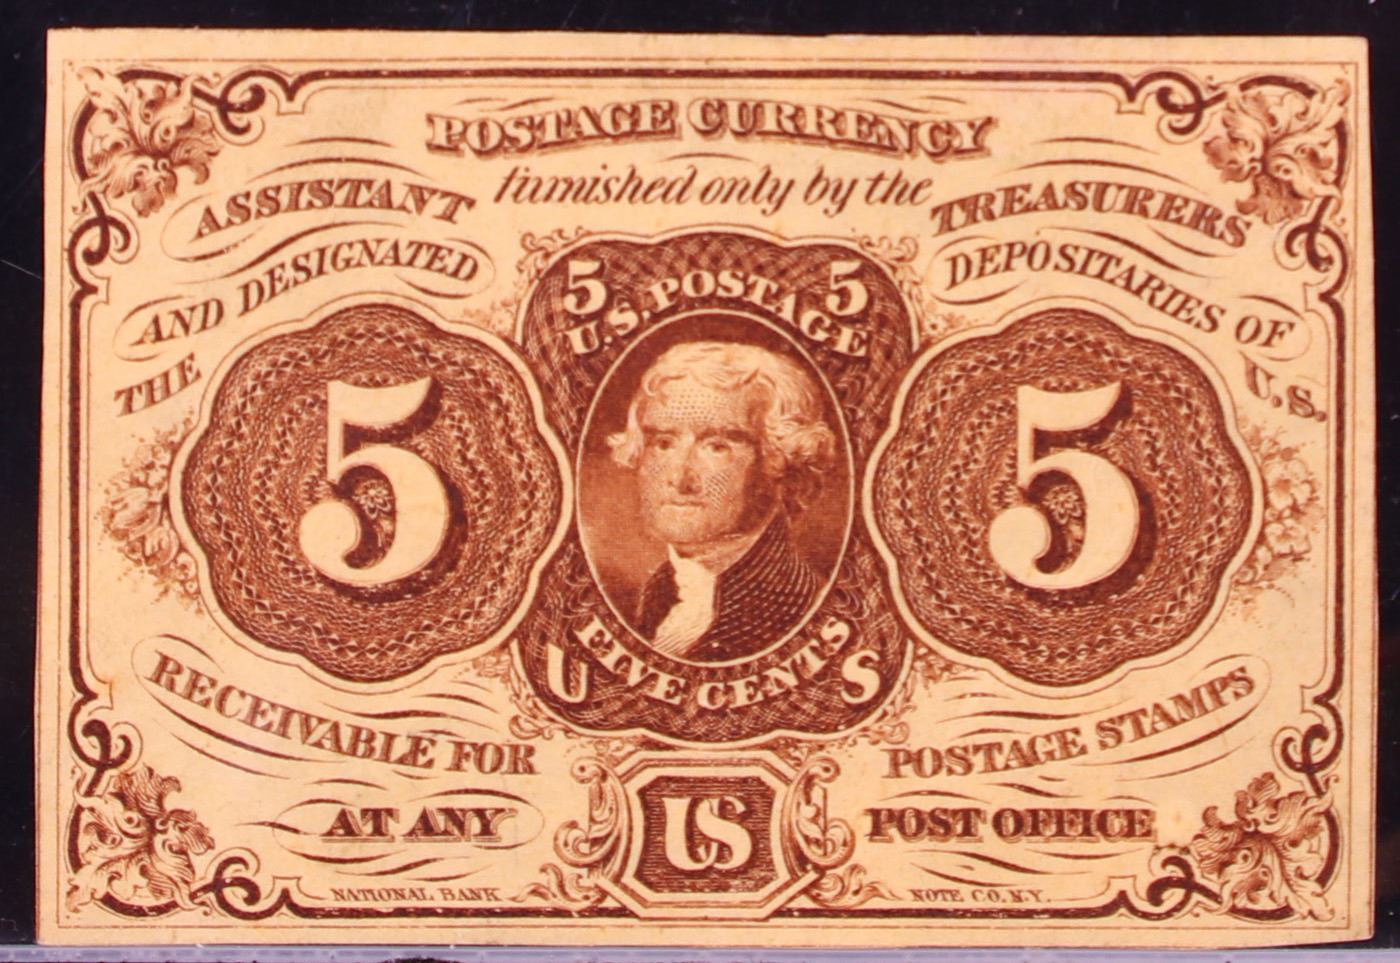 POSTAGE CURRENCY
furnished only by the
ASSISTANT TREASURERS
AND DESIGNATED DEPOSITARIES OF
THE U.S.
5 5
U.S. POSTAGE
5 5
FIVE CENTS
U S
RECEIVABLE FOR POSTAGE STAMPS
AT ANY POST OFFICE
US
NATIONAL BANK NOTE CO. N.Y.